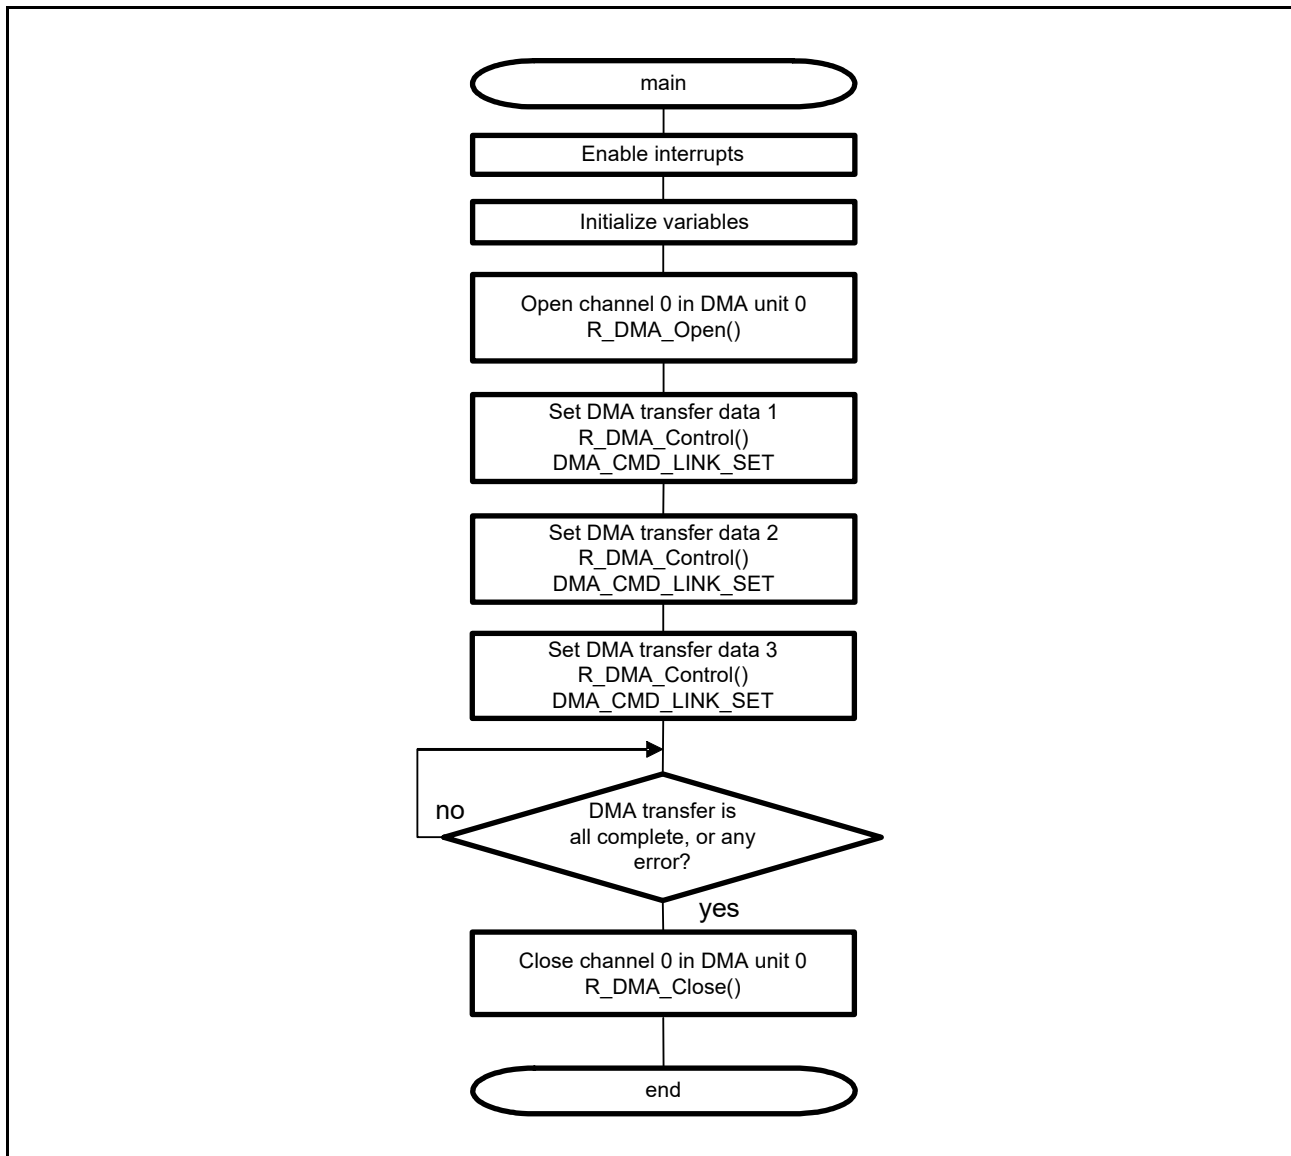 main
Enable interrupts
Initialize variables
Open channel 0 in DMA unit 0
R_DMA_Open()
Set DMA transfer data 1
R_DMA_Control()
DMA_CMD_LINK_SET
Set DMA transfer data 2
R_DMA_Control()
DMA_CMD_LINK_SET
Set DMA transfer data 3
R_DMA_Control()
DMA_CMD_LINK_SET
no
DMA transfer is
all complete, or any
error?
yes
Close channel 0 in DMA unit 0
R_DMA_Close()
end